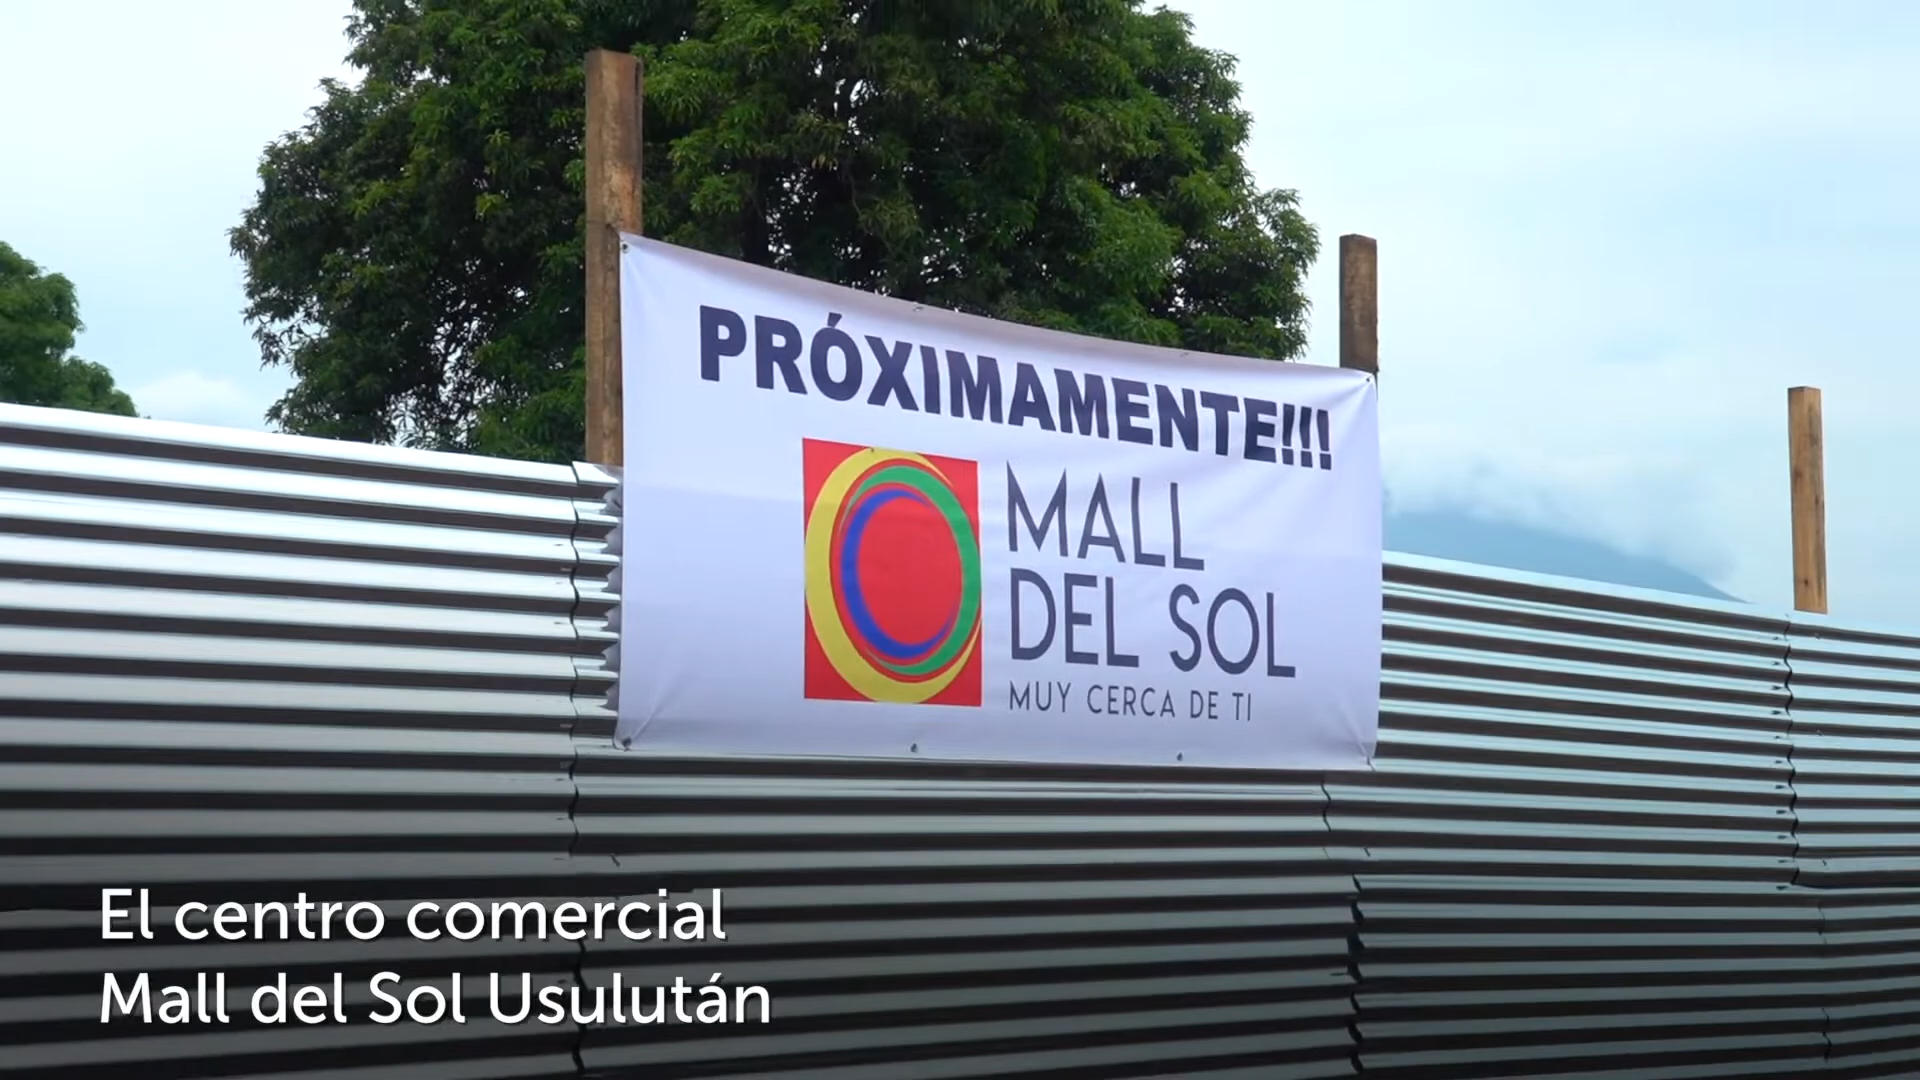 PRÓXIMAMENTE!!!
MALL
DEL SOL
MUY CERCA DE TI
El centro comercial
Mall del Sol Usulután